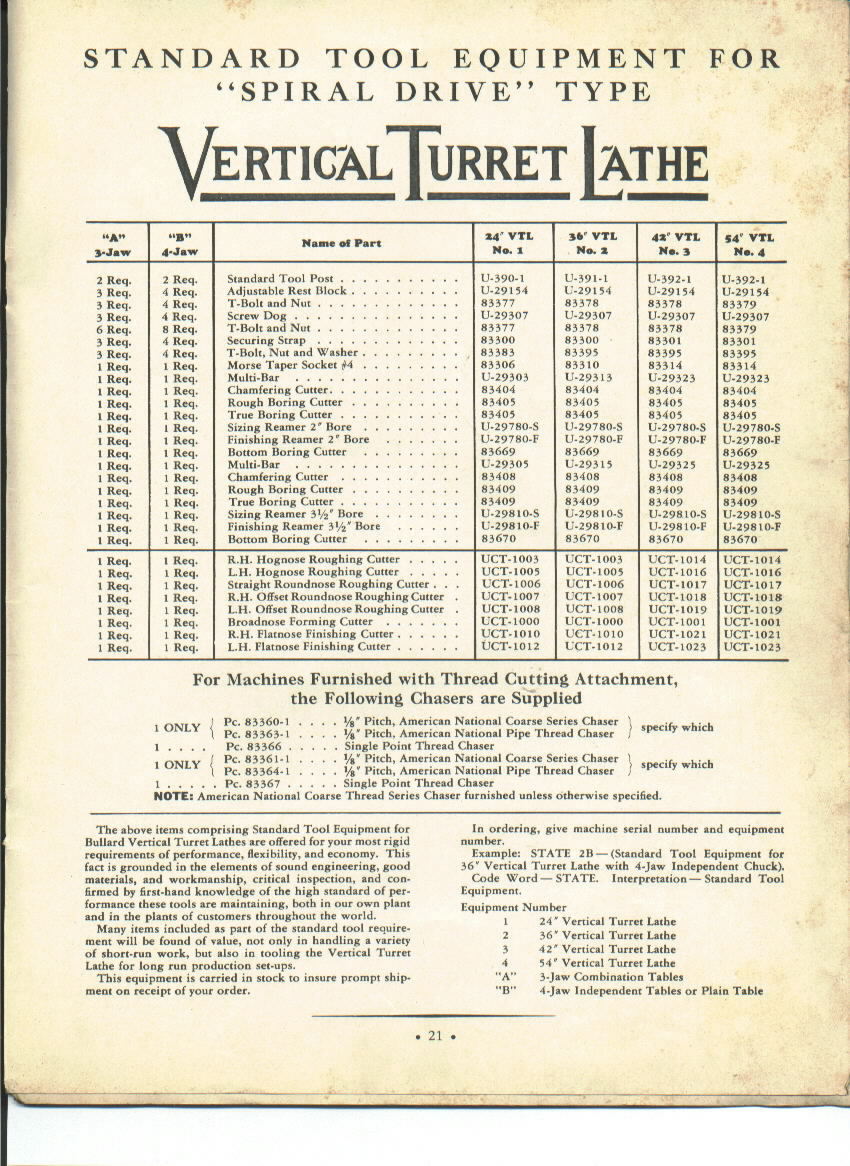 STANDARD TOOL EQUIPMENT FOR
“SPIRAL DRIVE” TYPE
VERTICAL TURRET LATHE
“A” 3-Jaw “B” 4-Jaw Name of Part 24″ VTL No. 1 36″ VTL No. 2 42″ VTL No. 3 54″ VTL No. 4
2 Req. 2 Req. Standard Tool Post . . . . . . . . . . . U-390-1 U-391-1 U-392-1 U-392-1
3 Req. 4 Req. Adjustable Rest Block . . . . . . . . . . U-29154 U-29154 U-29154 U-29154
3 Req. 4 Req. T-Bolt and Nut . . . . . . . . . . . . . 83377 83378 83378 83379
3 Req. 4 Req. Screw Dog . . . . . . . . . . . . . . . U-29307 U-29307 U-29307 U-29307
6 Req. 8 Req. T-Bolt and Nut . . . . . . . . . . . . . 83377 83378 83378 83379
3 Req. 4 Req. Securing Strap . . . . . . . . . . . . . 83300 83300 83301 83301
3 Req. 4 Req. T-Bolt, Nut and Washer . . . . . . . . . 83383 83395 83395 83395
1 Req. 1 Req. Morse Taper Socket #4 . . . . . . . . . 83306 83310 83314 83314
1 Req. 1 Req. Multi-Bar . . . . . . . . . . . . . . . U-29303 U-29313 U-29323 U-29323
1 Req. 1 Req. Chamfering Cutter. . . . . . . . . . . . 83404 83404 83404 83404
1 Req. 1 Req. Rough Boring Cutter . . . . . . . . . . 83405 83405 83405 83405
1 Req. 1 Req. True Boring Cutter . . . . . . . . . . . 83405 83405 83405 83405
1 Req. 1 Req. Sizing Reamer 2″ Bore . . . . . . . . . U-29780-S U-29780-S U-29780-S U-29780-S
1 Req. 1 Req. Finishing Reamer 2″ Bore . . . . . . . U-29780-F U-29780-F U-29780-F U-29780-F
1 Req. 1 Req. Bottom Boring Cutter . . . . . . . . . 83669 83669 83669 83669
1 Req. 1 Req. Multi-Bar . . . . . . . . . . . . . . . U-29305 U-29315 U-29325 U-29325
1 Req. 1 Req. Chamfering Cutter . . . . . . . . . . . 83408 83408 83408 83408
1 Req. 1 Req. Rough Boring Cutter . . . . . . . . . . 83409 83409 83409 83409
1 Req. 1 Req. True Boring Cutter . . . . . . . . . . . 83409 83409 83409 83409
1 Req. 1 Req. Sizing Reamer 3½″ Bore . . . . . . . . U-29810-S U-29810-S U-29810-S U-29810-S
1 Req. 1 Req. Finishing Reamer 3½″ Bore . . . . . . U-29810-F U-29810-F U-29810-F U-29810-F
1 Req. 1 Req. Bottom Boring Cutter . . . . . . . . . 83670 83670 83670 83670
1 Req. 1 Req. R.H. Hognose Roughing Cutter . . . . . UCT-1003 UCT-1003 UCT-1014 UCT-1014
1 Req. 1 Req. L.H. Hognose Roughing Cutter . . . . . UCT-1005 UCT-1005 UCT-1016 UCT-1016
1 Req. 1 Req. Straight Roundnose Roughing Cutter . . . UCT-1006 UCT-1006 UCT-1017 UCT-1017
1 Req. 1 Req. R.H. Offset Roundnose Roughing Cutter . UCT-1007 UCT-1007 UCT-1018 UCT-1018
1 Req. 1 Req. L.H. Offset Roundnose Roughing Cutter . UCT-1008 UCT-1008 UCT-1019 UCT-1019
1 Req. 1 Req. Broadnose Forming Cutter . . . . . . . UCT-1000 UCT-1000 UCT-1001 UCT-1001
1 Req. 1 Req. R.H. Flatnose Finishing Cutter . . . . . . UCT-1010 UCT-1010 UCT-1021 UCT-1021
1 Req. 1 Req. L.H. Flatnose Finishing Cutter . . . . . . UCT-1012 UCT-1012 UCT-1023 UCT-1023
For Machines Furnished with Thread Cutting Attachment,
the Following Chasers are Supplied
1 ONLY { Pc. 83360-1 . . . . ⅛″ Pitch, American National Coarse Series Chaser } specify which
Pc. 83363-1 . . . . ⅛″ Pitch, American National Pipe Thread Chaser
1 . . . . Pc. 83366 . . . . . Single Point Thread Chaser
1 ONLY { Pc. 83361-1 . . . . ⅛″ Pitch, American National Coarse Series Chaser } specify which
Pc. 83364-1 . . . . ⅛″ Pitch, American National Pipe Thread Chaser
1 . . . . . Pc. 83367 . . . . . Single Point Thread Chaser
NOTE: American National Coarse Thread Series Chaser furnished unless otherwise specified.
The above items comprising Standard Tool Equipment for
Bullard Vertical Turret Lathes are offered for your most rigid
requirements of performance, flexibility, and economy. This
fact is grounded in the elements of sound engineering, good
materials, and workmanship, critical inspection, and con-
firmed by first-hand knowledge of the high standard of per-
formance these tools are maintaining, both in our own plant
and in the plants of customers throughout the world.
Many items included as part of the standard tool require-
ment will be found of value, not only in handling a variety
of short-run work, but also in tooling the Vertical Turret
Lathe for long run production set-ups.
This equipment is carried in stock to insure prompt ship-
ment on receipt of your order.
In ordering, give machine serial number and equipment
number.
Example: STATE 2B—(Standard Tool Equipment for
36″ Vertical Turret Lathe with 4-Jaw Independent Chuck).
Code Word—STATE. Interpretation—Standard Tool
Equipment.
Equipment Number
1 24″ Vertical Turret Lathe
2 36″ Vertical Turret Lathe
3 42″ Vertical Turret Lathe
4 54″ Vertical Turret Lathe
"A" 3-Jaw Combination Tables
"B" 4-Jaw Independent Tables or Plain Table
• 21 •